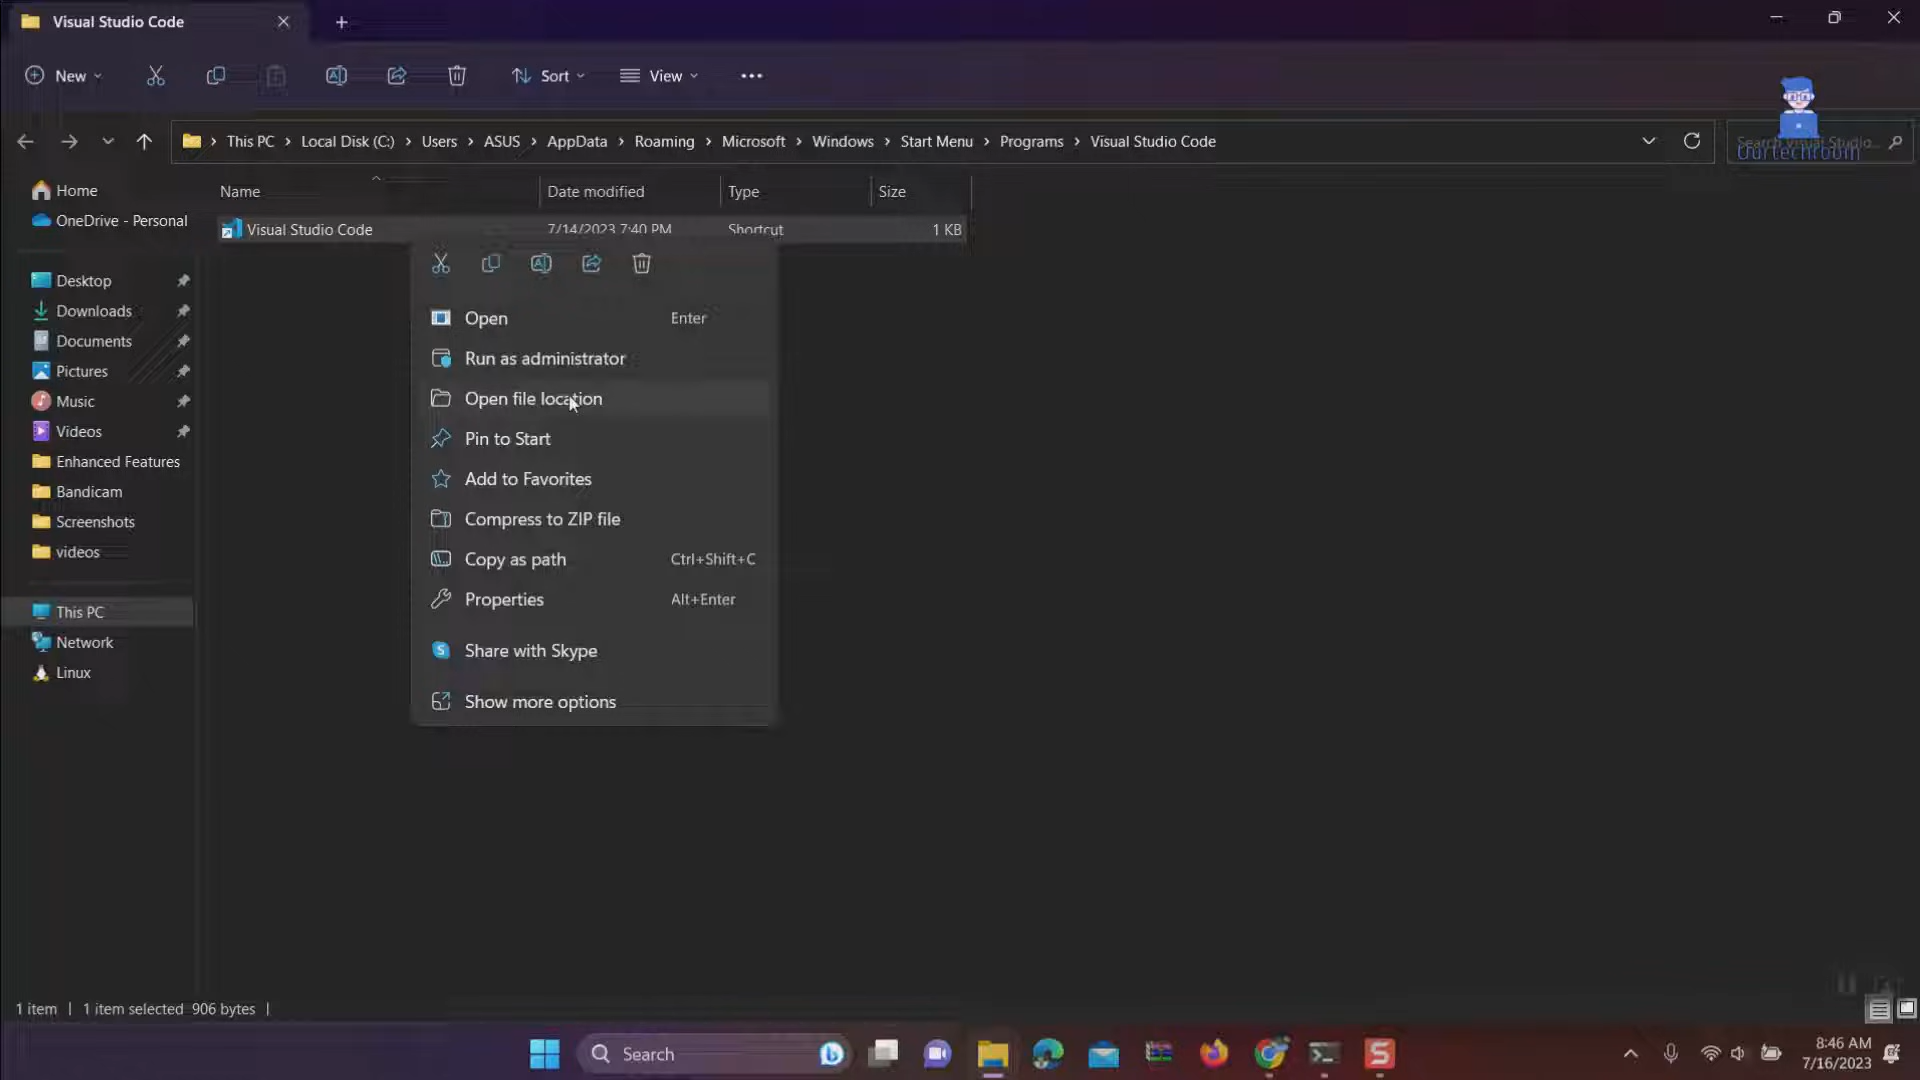 Visual Studio Code
New
Sort
View
This PC
Local Disk (C:)
Users
ASUS
AppData
Roaming
Microsoft
Windows
Start Menu
Programs
Visual Studio Code
Search Visual Studio...
Ourtechroom
Name
Date modified
Type
Size
Visual Studio Code
7/14/2023 7:40 PM
Shortcut
1 KB
Home
OneDrive - Personal
Desktop
Downloads
Documents
Pictures
Music
Videos
Enhanced Features
Bandicam
Screenshots
videos
This PC
Network
Linux
Open
Enter
Run as administrator
Open file location
Pin to Start
Add to Favorites
Compress to ZIP file
Copy as path
Ctrl+Shift+C
Properties
Alt+Enter
Share with Skype
Show more options
1 item
1 item selected 906 bytes
Search
8:46 AM
7/16/2023